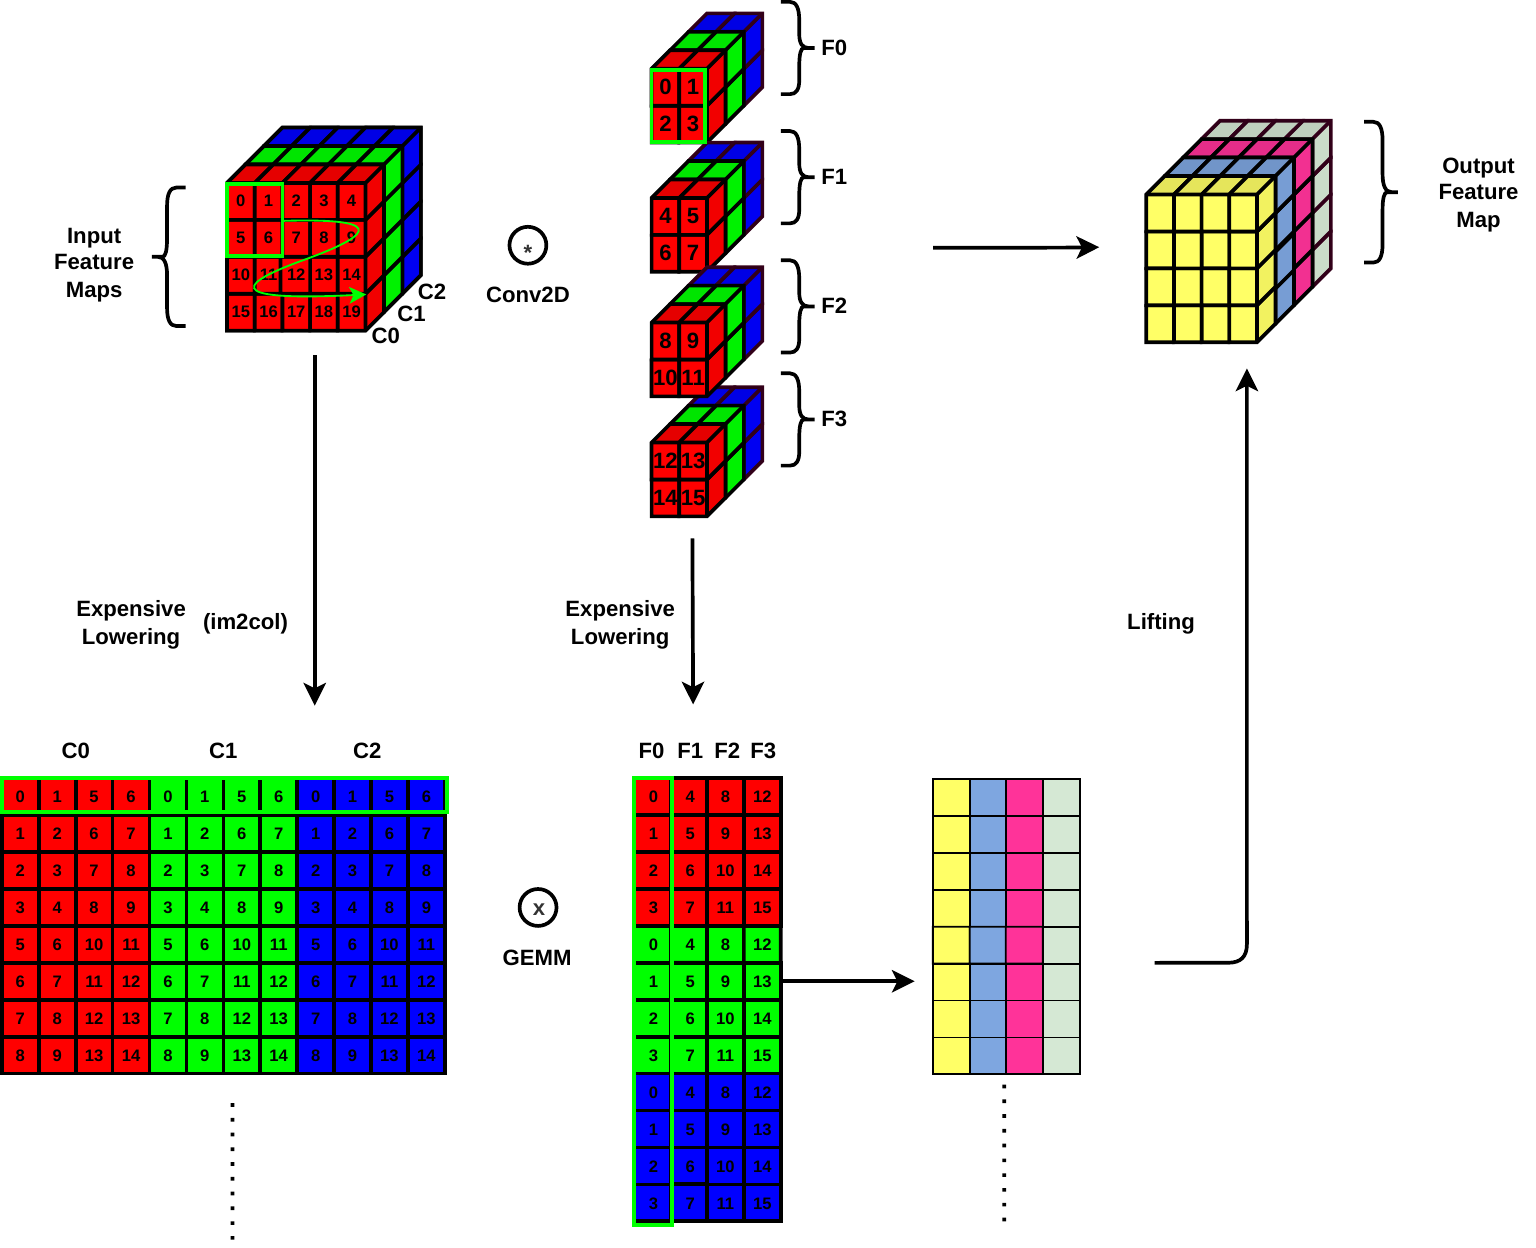 F0
0 1
2 3
F1
4 5
6 7
F2
8 9
10 11
F3
12 13
14 15
Input
Feature
Maps
0 1 2 3 4
5 6 7 8 9
10 11 12 13 14
15 16 17 18 19
C2
C1
C0
*
Conv2D
Output
Feature
Map
Expensive
Lowering
(im2col)
Expensive
Lowering
Lifting
C0 C1 C2
0 1 5 6 0 1 5 6 0 1 5 6
1 2 6 7 1 2 6 7 1 2 6 7
2 3 7 8 2 3 7 8 2 3 7 8
3 4 8 9 3 4 8 9 3 4 8 9
5 6 10 11 5 6 10 11 5 6 10 11
6 7 11 12 6 7 11 12 6 7 11 12
7 8 12 13 7 8 12 13 7 8 12 13
8 9 13 14 8 9 13 14 8 9 13 14
x
GEMM
F0 F1 F2 F3
0 4 8 12
1 5 9 13
2 6 10 14
3 7 11 15
0 4 8 12
1 5 9 13
2 6 10 14
3 7 11 15
0 4 8 12
1 5 9 13
2 6 10 14
3 7 11 15